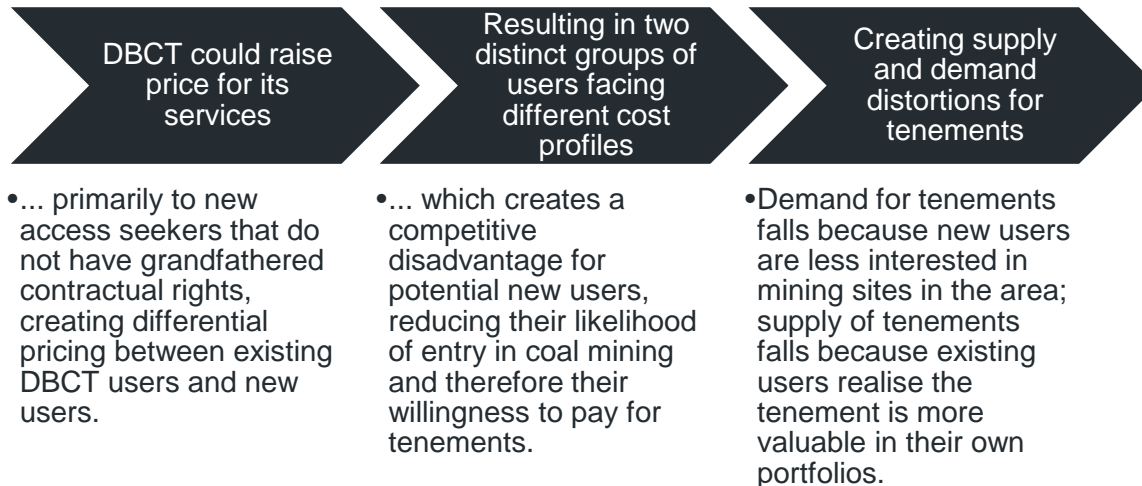 DBCT could raise
price for its
services
Resulting in two
distinct groups of
users facing
different cost
profiles
Creating supply
and demand
distortions for
tenements
•... primarily to new
access seekers that do
not have grandfathered
contractual rights,
creating differential
pricing between existing
DBCT users and new
users.
•... which creates a
competitive
disadvantage for
potential new users,
reducing their likelihood
of entry in coal mining
and therefore their
willingness to pay for
tenements.
•Demand for tenements
falls because new users
are less interested in
mining sites in the area;
supply of tenements
falls because existing
users realise the
tenement is more
valuable in their own
portfolios.